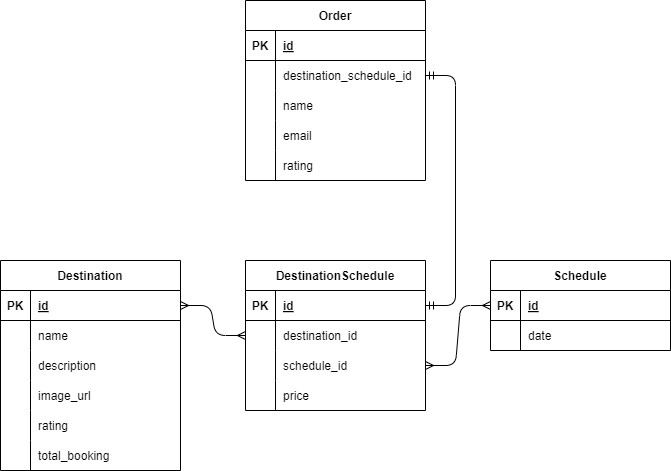 Order
PK id
destination_schedule_id
name
email
rating
Destination
PK id
name
description
image_url
rating
total_booking
DestinationSchedule
PK id
destination_id
schedule_id
price
Schedule
PK id
date